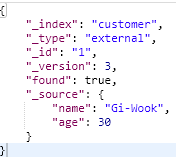 {
"_index": "customer",
"_type": "external",
"_id": "1",
"_version": 3,
"found": true,
"_source": {
"name": "Gi-Wook",
"age": 30
}
}